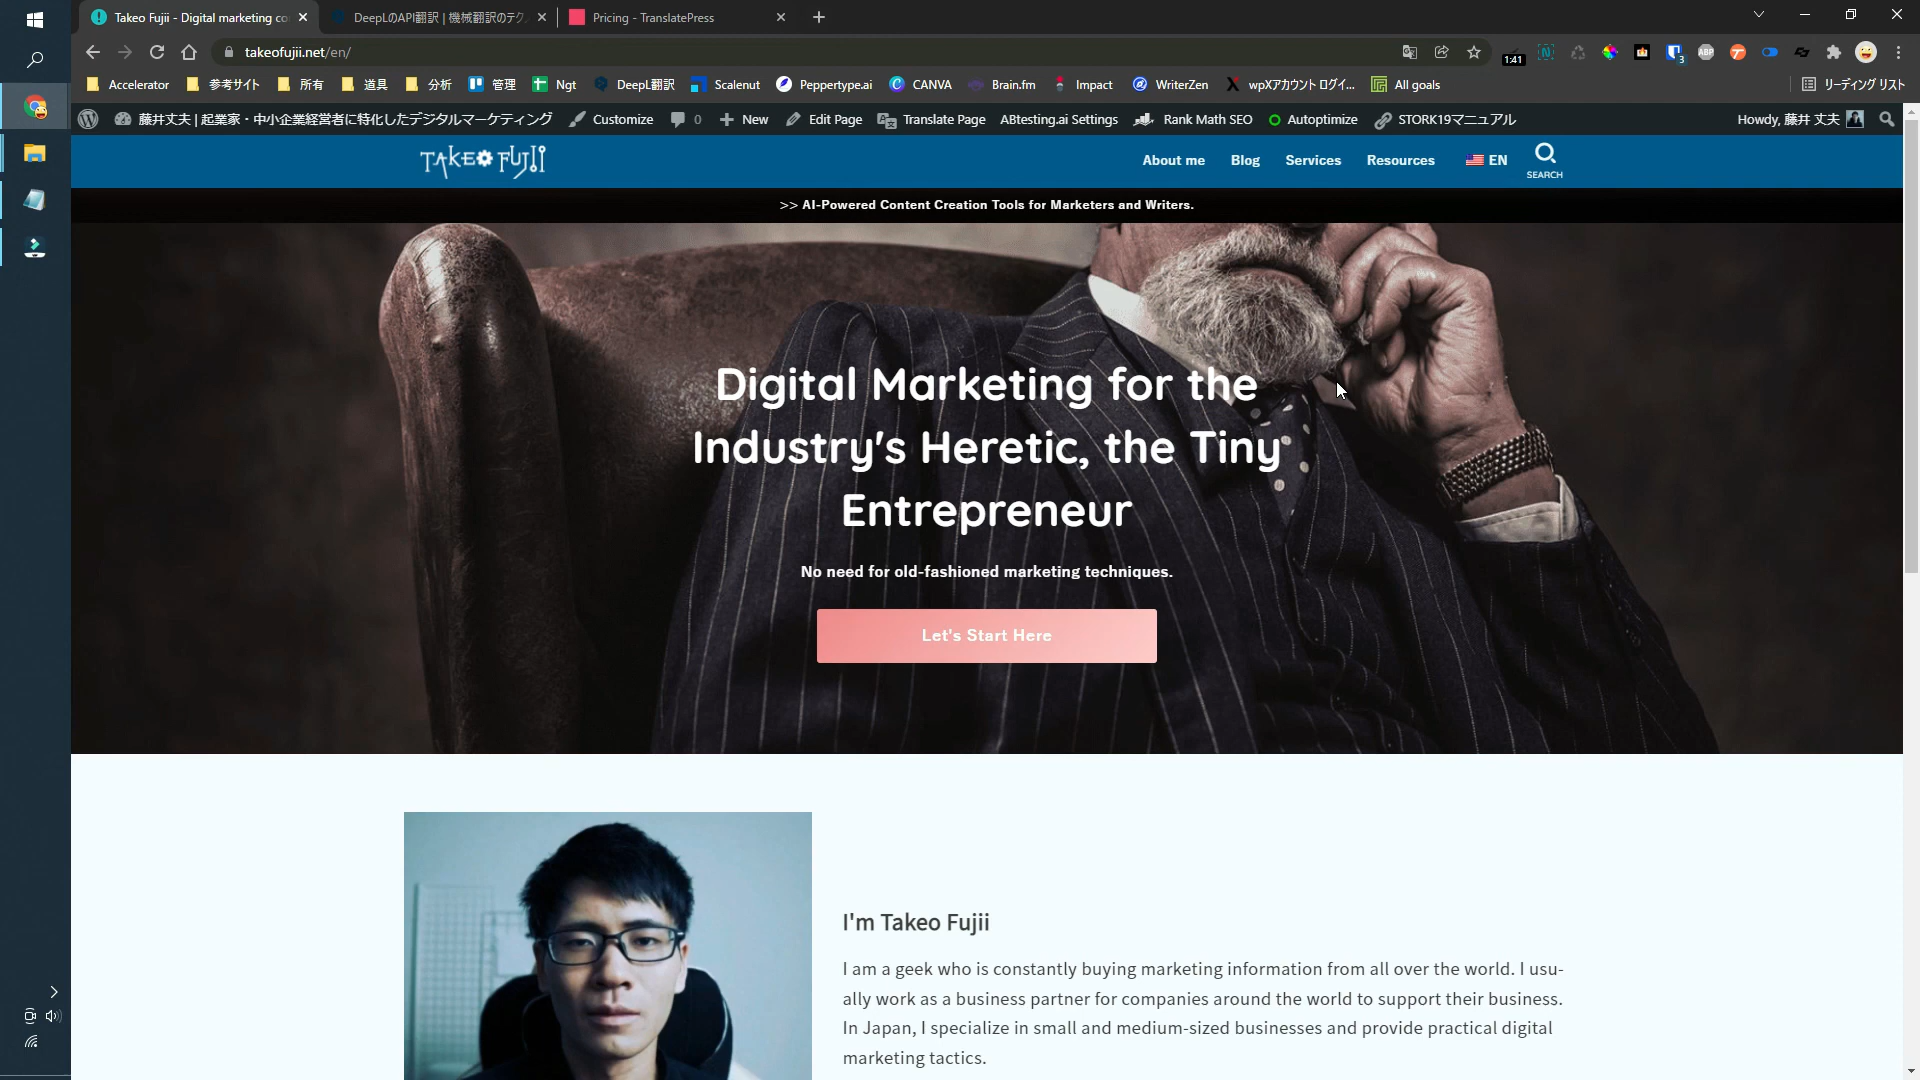 Takeo Fujii - Digital marketing co
DeepLのAPI翻訳 | 機械翻訳のテク
Pricing - TranslatePress
takeofujii.net/en/
1:41
3
ABP
Accelerator
参考サイト
所有
道具
分析
管理
Ngt
DeepL翻訳
Scalenut
Peppertype.ai
CANVA
Brain.fm
Impact
WriterZen
wpXアカウント ログイ...
All goals
リーディング リスト
藤井丈夫 | 起業家・中小企業経営者に特化したデジタルマーケティング
Customize
0
New
Edit Page
Translate Page
ABtesting.ai Settings
Rank Math SEO
Autoptimize
STORK19マニュアル
Howdy, 藤井 丈夫
TAKEO FUJII
About me
Blog
Services
Resources
EN
SEARCH
>> AI-Powered Content Creation Tools for Marketers and Writers.
Digital Marketing for the
Industry's Heretic, the Tiny
Entrepreneur
No need for old-fashioned marketing techniques.
Let's Start Here
I'm Takeo Fujii
I am a geek who is constantly buying marketing information from all over the world. I usu-
ally work as a business partner for companies around the world to support their business.
In Japan, I specialize in small and medium-sized businesses and provide practical digital
marketing tactics.